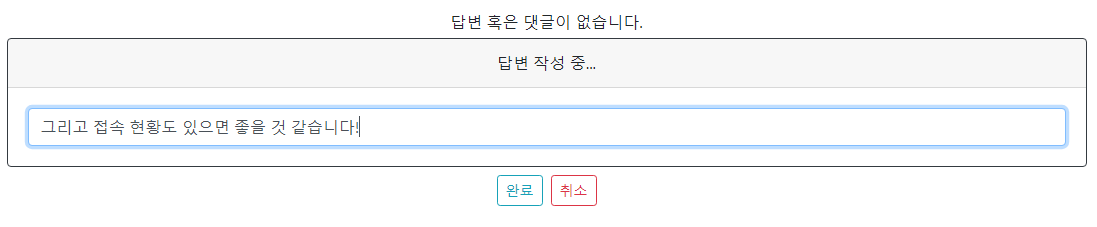 답변 혹은 댓글이 없습니다.
답변 작성 중...
그리고 접속 현황도 있으면 좋을 것 같습니다!
완료 취소